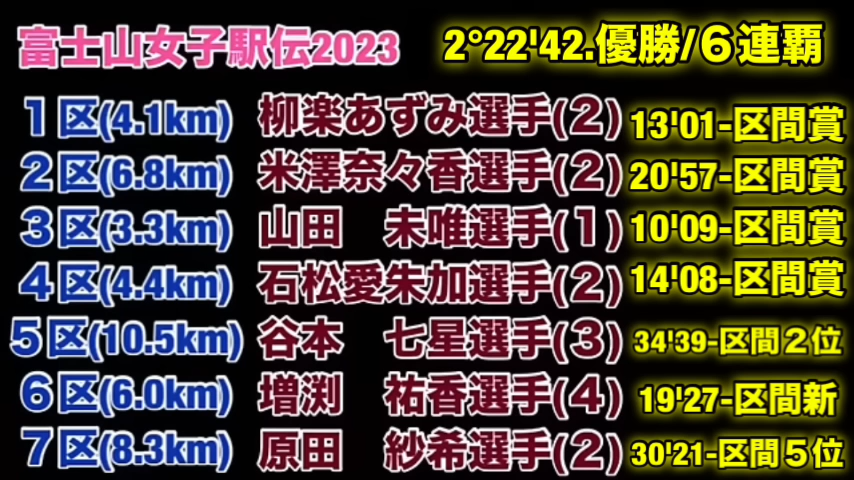 富士山女子駅伝2023 2°22'42.優勝/６連覇
１区(4.1km) 柳楽あずみ選手(２) 13'01-区間賞
２区(6.8km) 米澤奈々香選手(２) 20'57-区間賞
３区(3.3km) 山田　未唯選手(１) 10'09-区間賞
４区(4.4km) 石松愛朱加選手(２) 14'08-区間賞
５区(10.5km) 谷本　七星選手(３) 34'39-区間２位
６区(6.0km) 増渕　祐香選手(４) 19'27-区間新
７区(8.3km) 原田　紗希選手(２) 30'21-区間５位